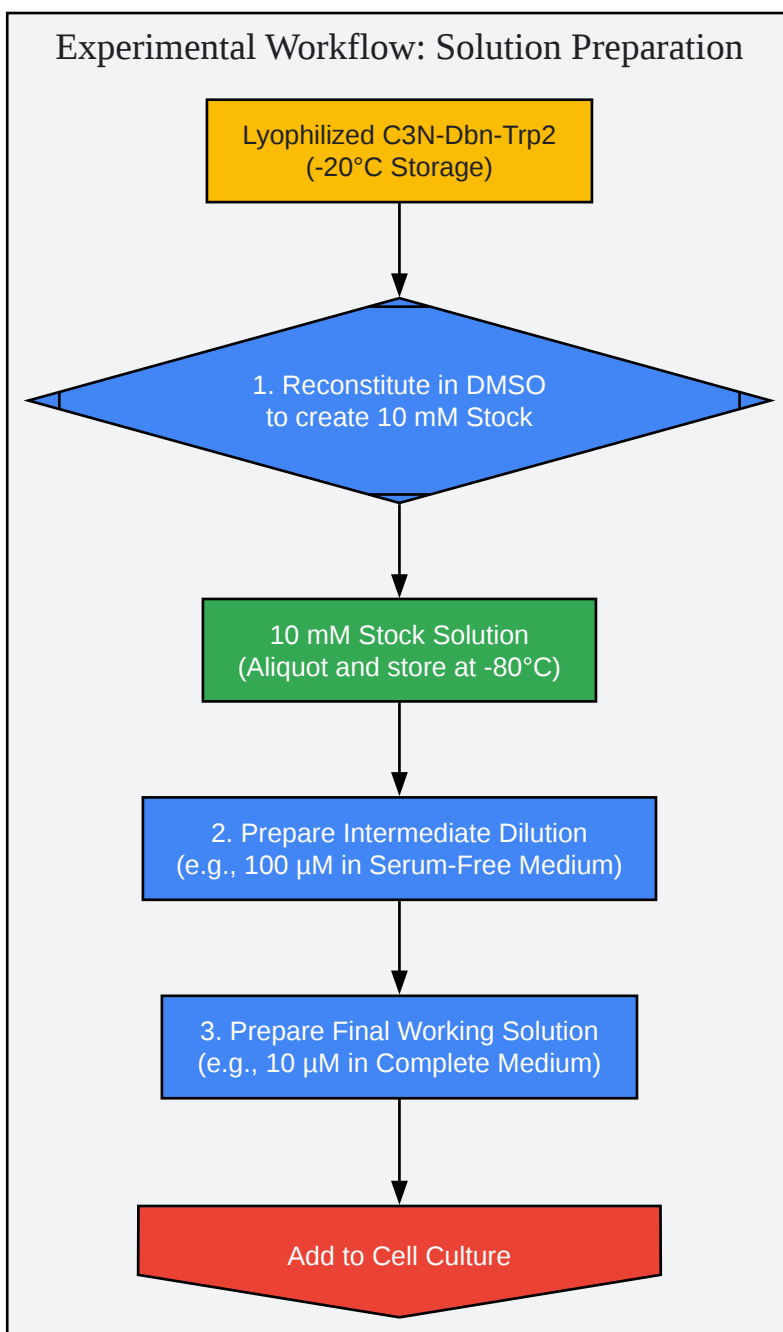 Experimental Workflow: Solution Preparation
Lyophilized C3N-Dbn-Trp2
(-20°C Storage)
1. Reconstitute in DMSO
to create 10 mM Stock
10 mM Stock Solution
(Aliquot and store at -80°C)
2. Prepare Intermediate Dilution
(e.g., 100 µM in Serum-Free Medium)
3. Prepare Final Working Solution
(e.g., 10 µM in Complete Medium)
Add to Cell Culture